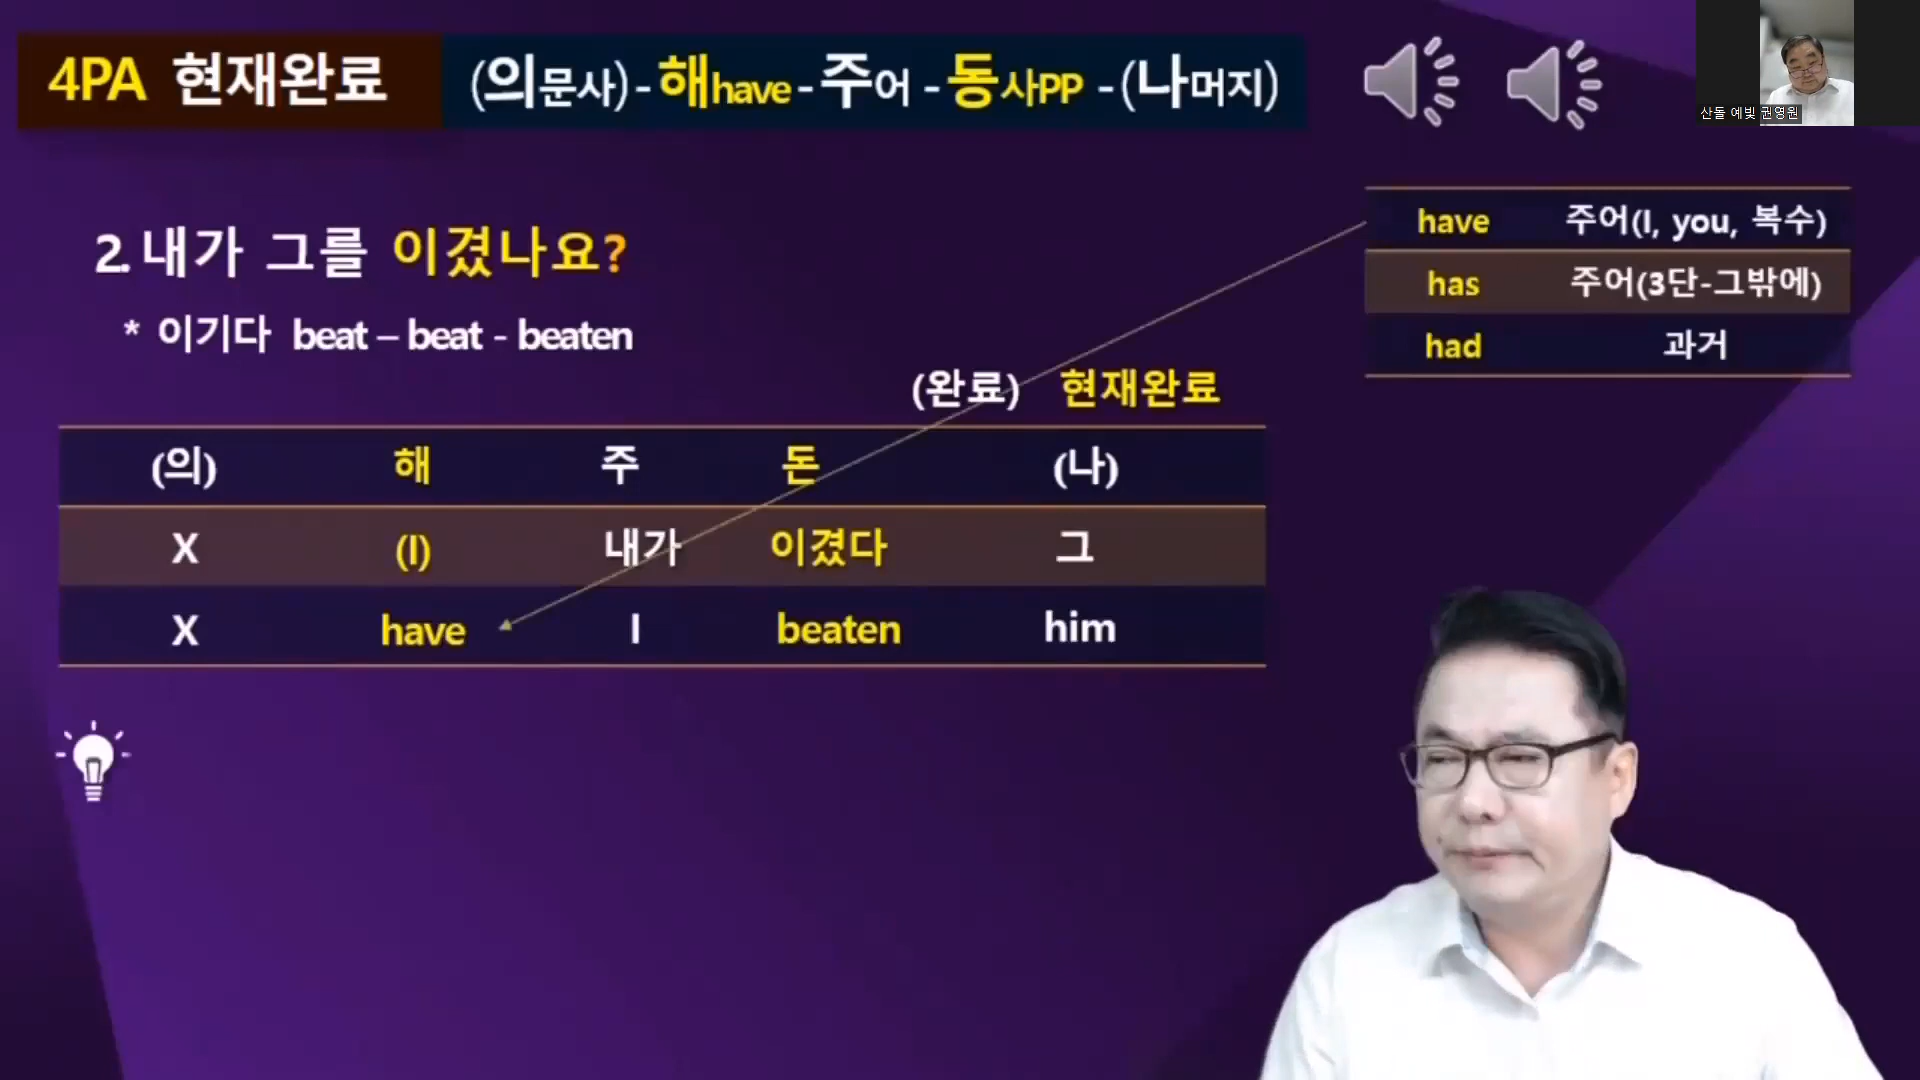 4PA 현재완료 (의문사) - 해have - 주어 - 동사PP - (나머지)
산돌 예빛 권영원
2. 내가 그를 이겼나요?
* 이기다 beat – beat - beaten
have 주어(I, you, 복수)
has 주어(3단-그밖에)
had 과거
(완료) 현재완료
(의) 해 주 돈 (나)
X (I) 내가 이겼다 그
X have I beaten him